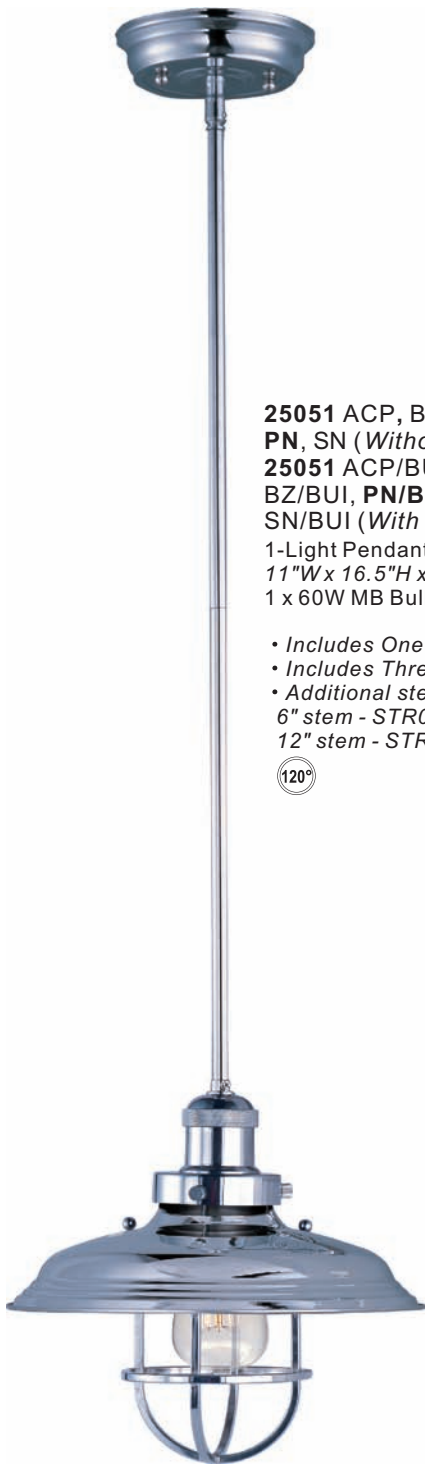 25051 ACP, B
PN, SN (Witho
25051 ACP/BU
BZ/BUI, PN/B
SN/BUI (With
1-Light Pendant
11"W x 16.5"H x
1 x 60W MB Bul
• Includes One
• Includes Thre
• Additional ste
6" stem - STR0
12" stem - STR
120°